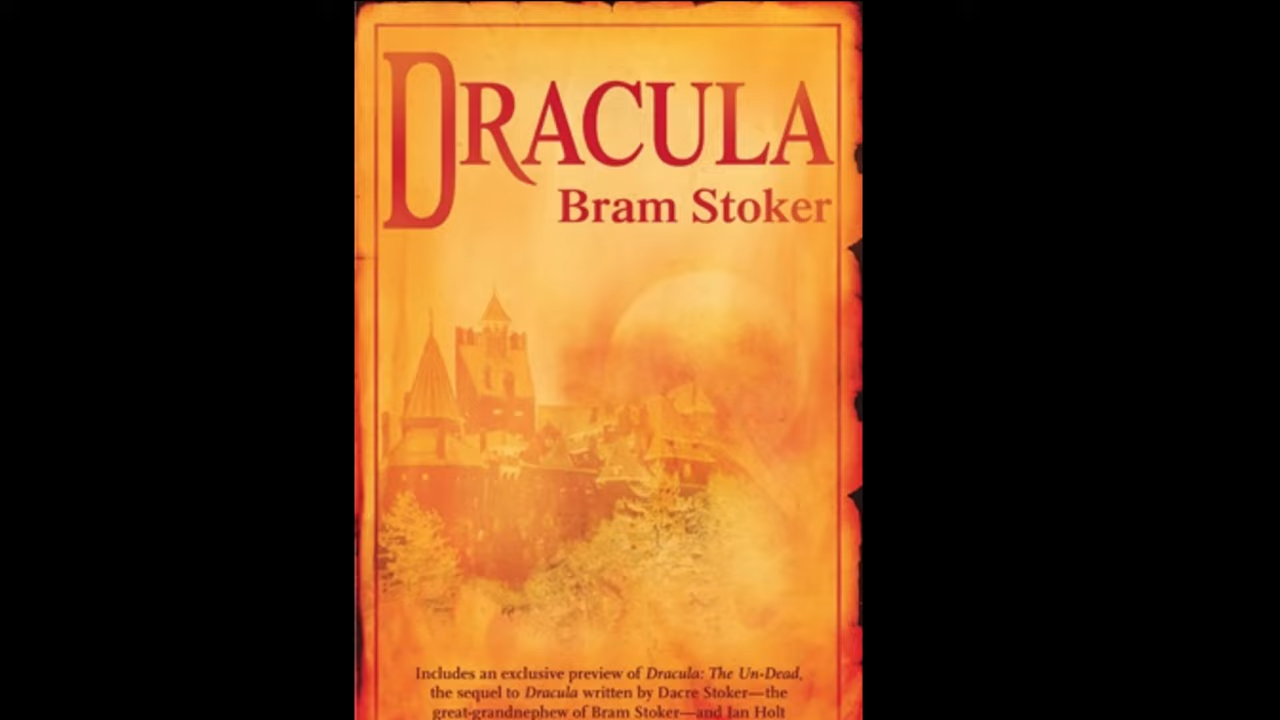 DRACULA
Bram Stoker
Includes an exclusive preview of Dracula: The Un-Dead,
the sequel to Dracula written by Dacre Stoker—the
great-grandnephew of Bram Stoker—and Ian Holt